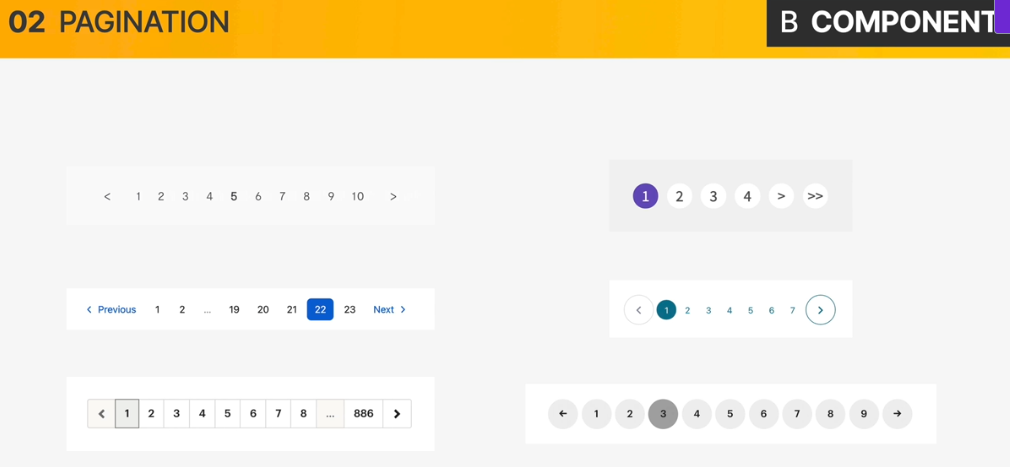 02 PAGINATION
B COMPONENT
< 1 2 3 4 5 6 7 8 9 10 >
1 2 3 4 > >>
< Previous 1 2 ... 19 20 21 22 23 Next >
< 1 2 3 4 5 6 7 >
< 1 2 3 4 5 6 7 8 ... 886 >
← 1 2 3 4 5 6 7 8 9 →